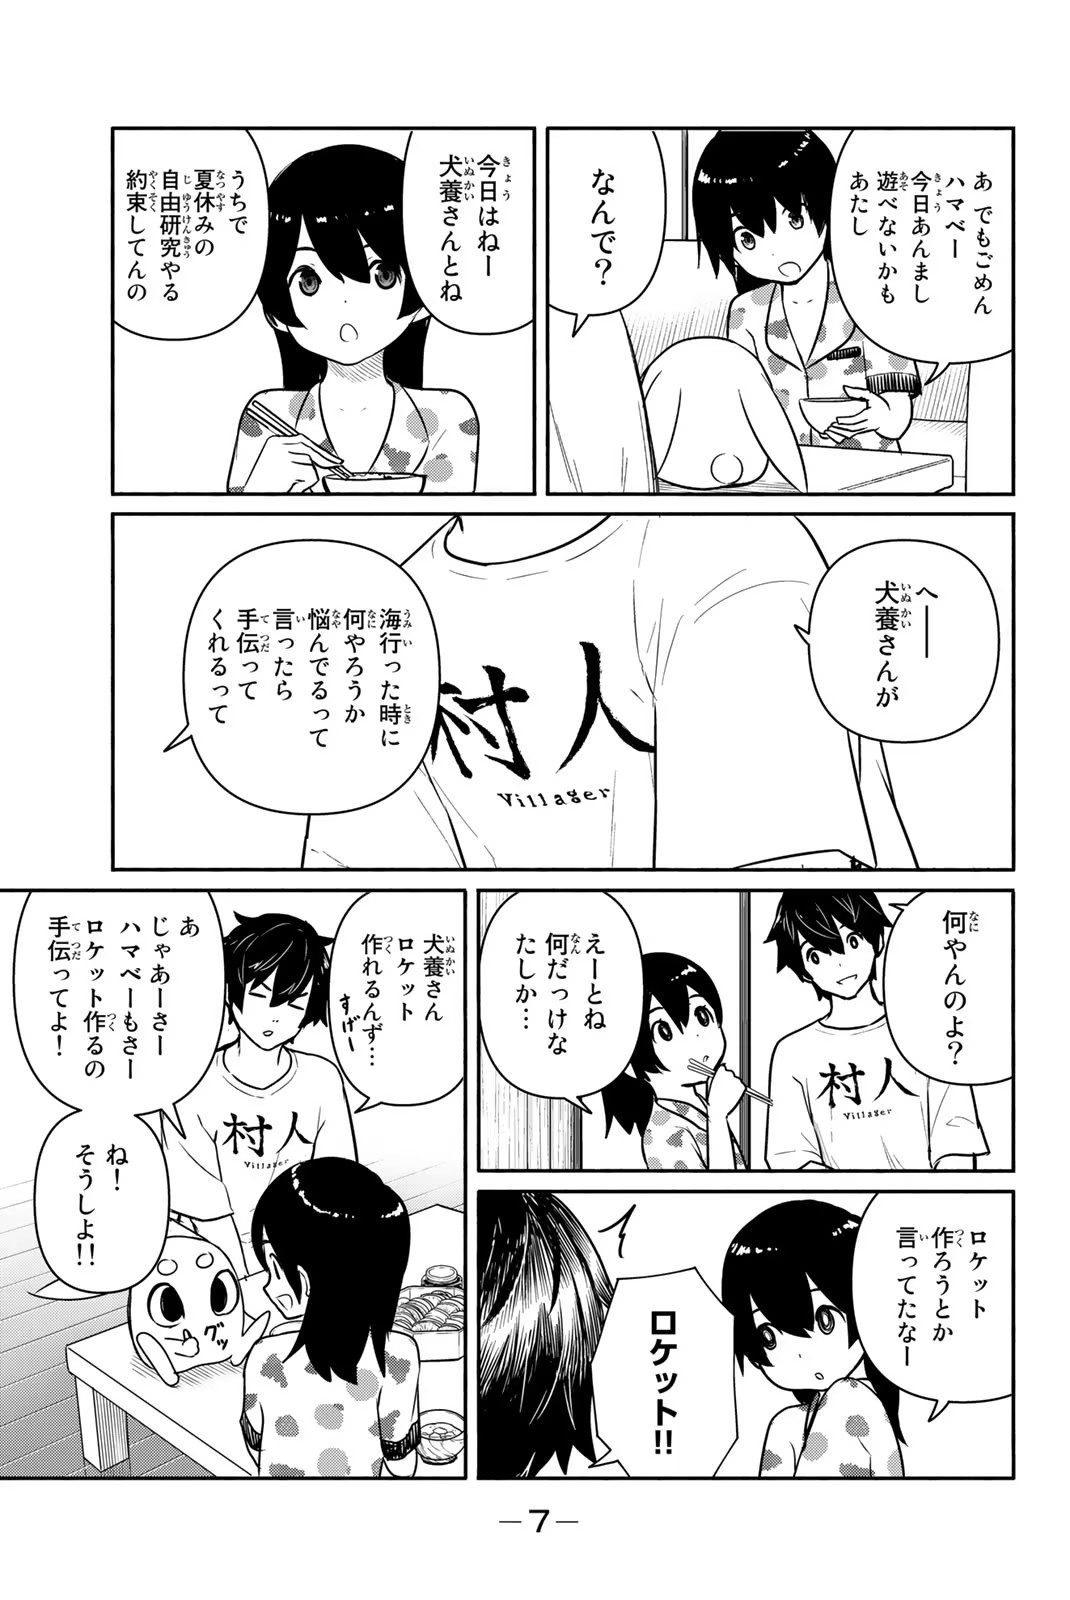 あ でもごめん
ハマベー
今日あんまし
遊べないかも
あたし
なんで？
今日はねー
犬養さんとね
うちで
夏休みの
自由研究やる
約束してんの
へー
犬養さんが
海行った時に
何やろうか
悩んでるって
言ったら
手伝って
くれるって
村人
Villager
何やんのよ？
えーとね
何だっけな
たしか…
村人
Villager
ロケット
作ろうとか
言ってたなー
ロケット!!
犬養さん
ロケット
作れるんず…
すげー
あ
じゃあーさー
ハマベーもさー
ロケット作るの
手伝ってよ！
ね！
そうしよ!!
村人
Villager
グッ
—7—